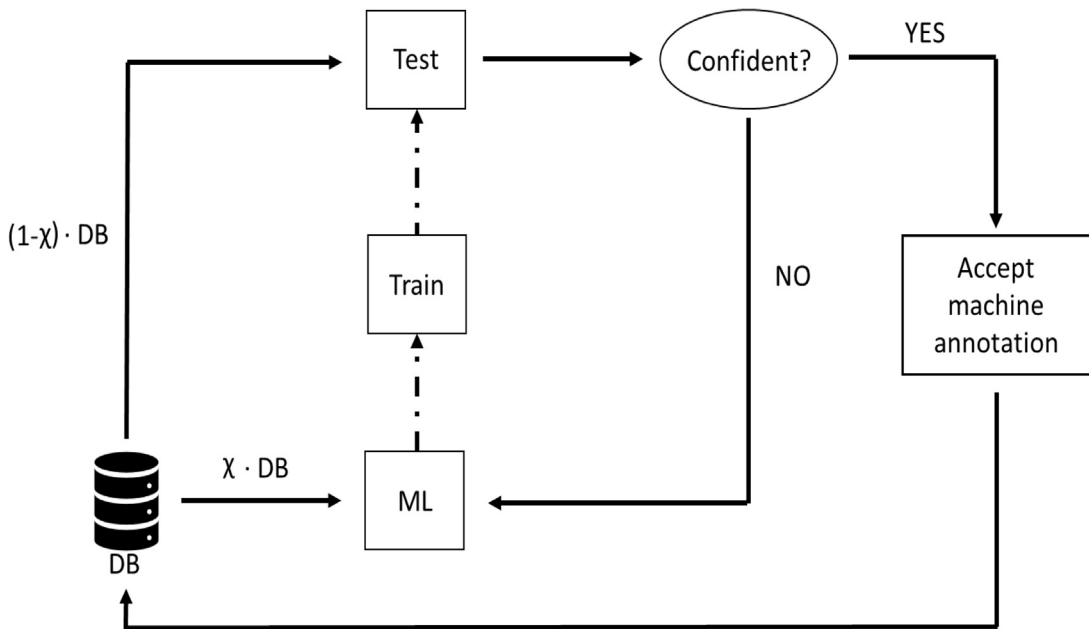 Test
Confident?
YES
(1-χ) · DB
Train
NO
Accept
machine
annotation
χ · DB
ML
DB